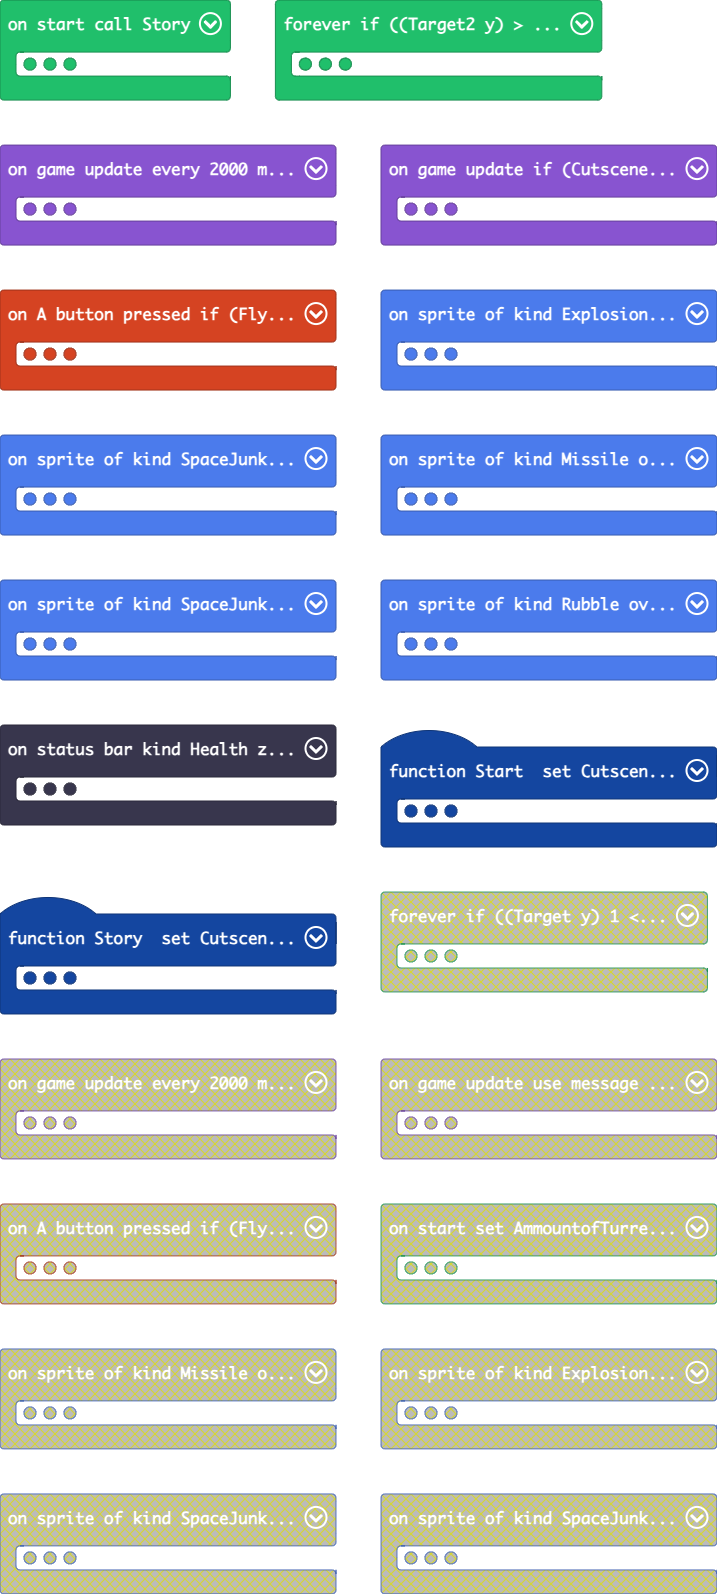 on start call Story
forever if ((Target2 y) > ...
on game update every 2000 m...
on game update if (Cutscene...
on A button pressed if (Fly...
on sprite of kind Explosion...
on sprite of kind SpaceJunk...
on sprite of kind Missile o...
on sprite of kind SpaceJunk...
on sprite of kind Rubble ov...
on status bar kind Health z...
function Start set Cutscen...
function Story set Cutscen...
forever if ((Target y) 1 <...
on game update every 2000 m...
on game update use message ...
on A button pressed if (Fly...
on start set AmmountofTurre...
on sprite of kind Missile o...
on sprite of kind Explosion...
on sprite of kind SpaceJunk...
on sprite of kind SpaceJunk...